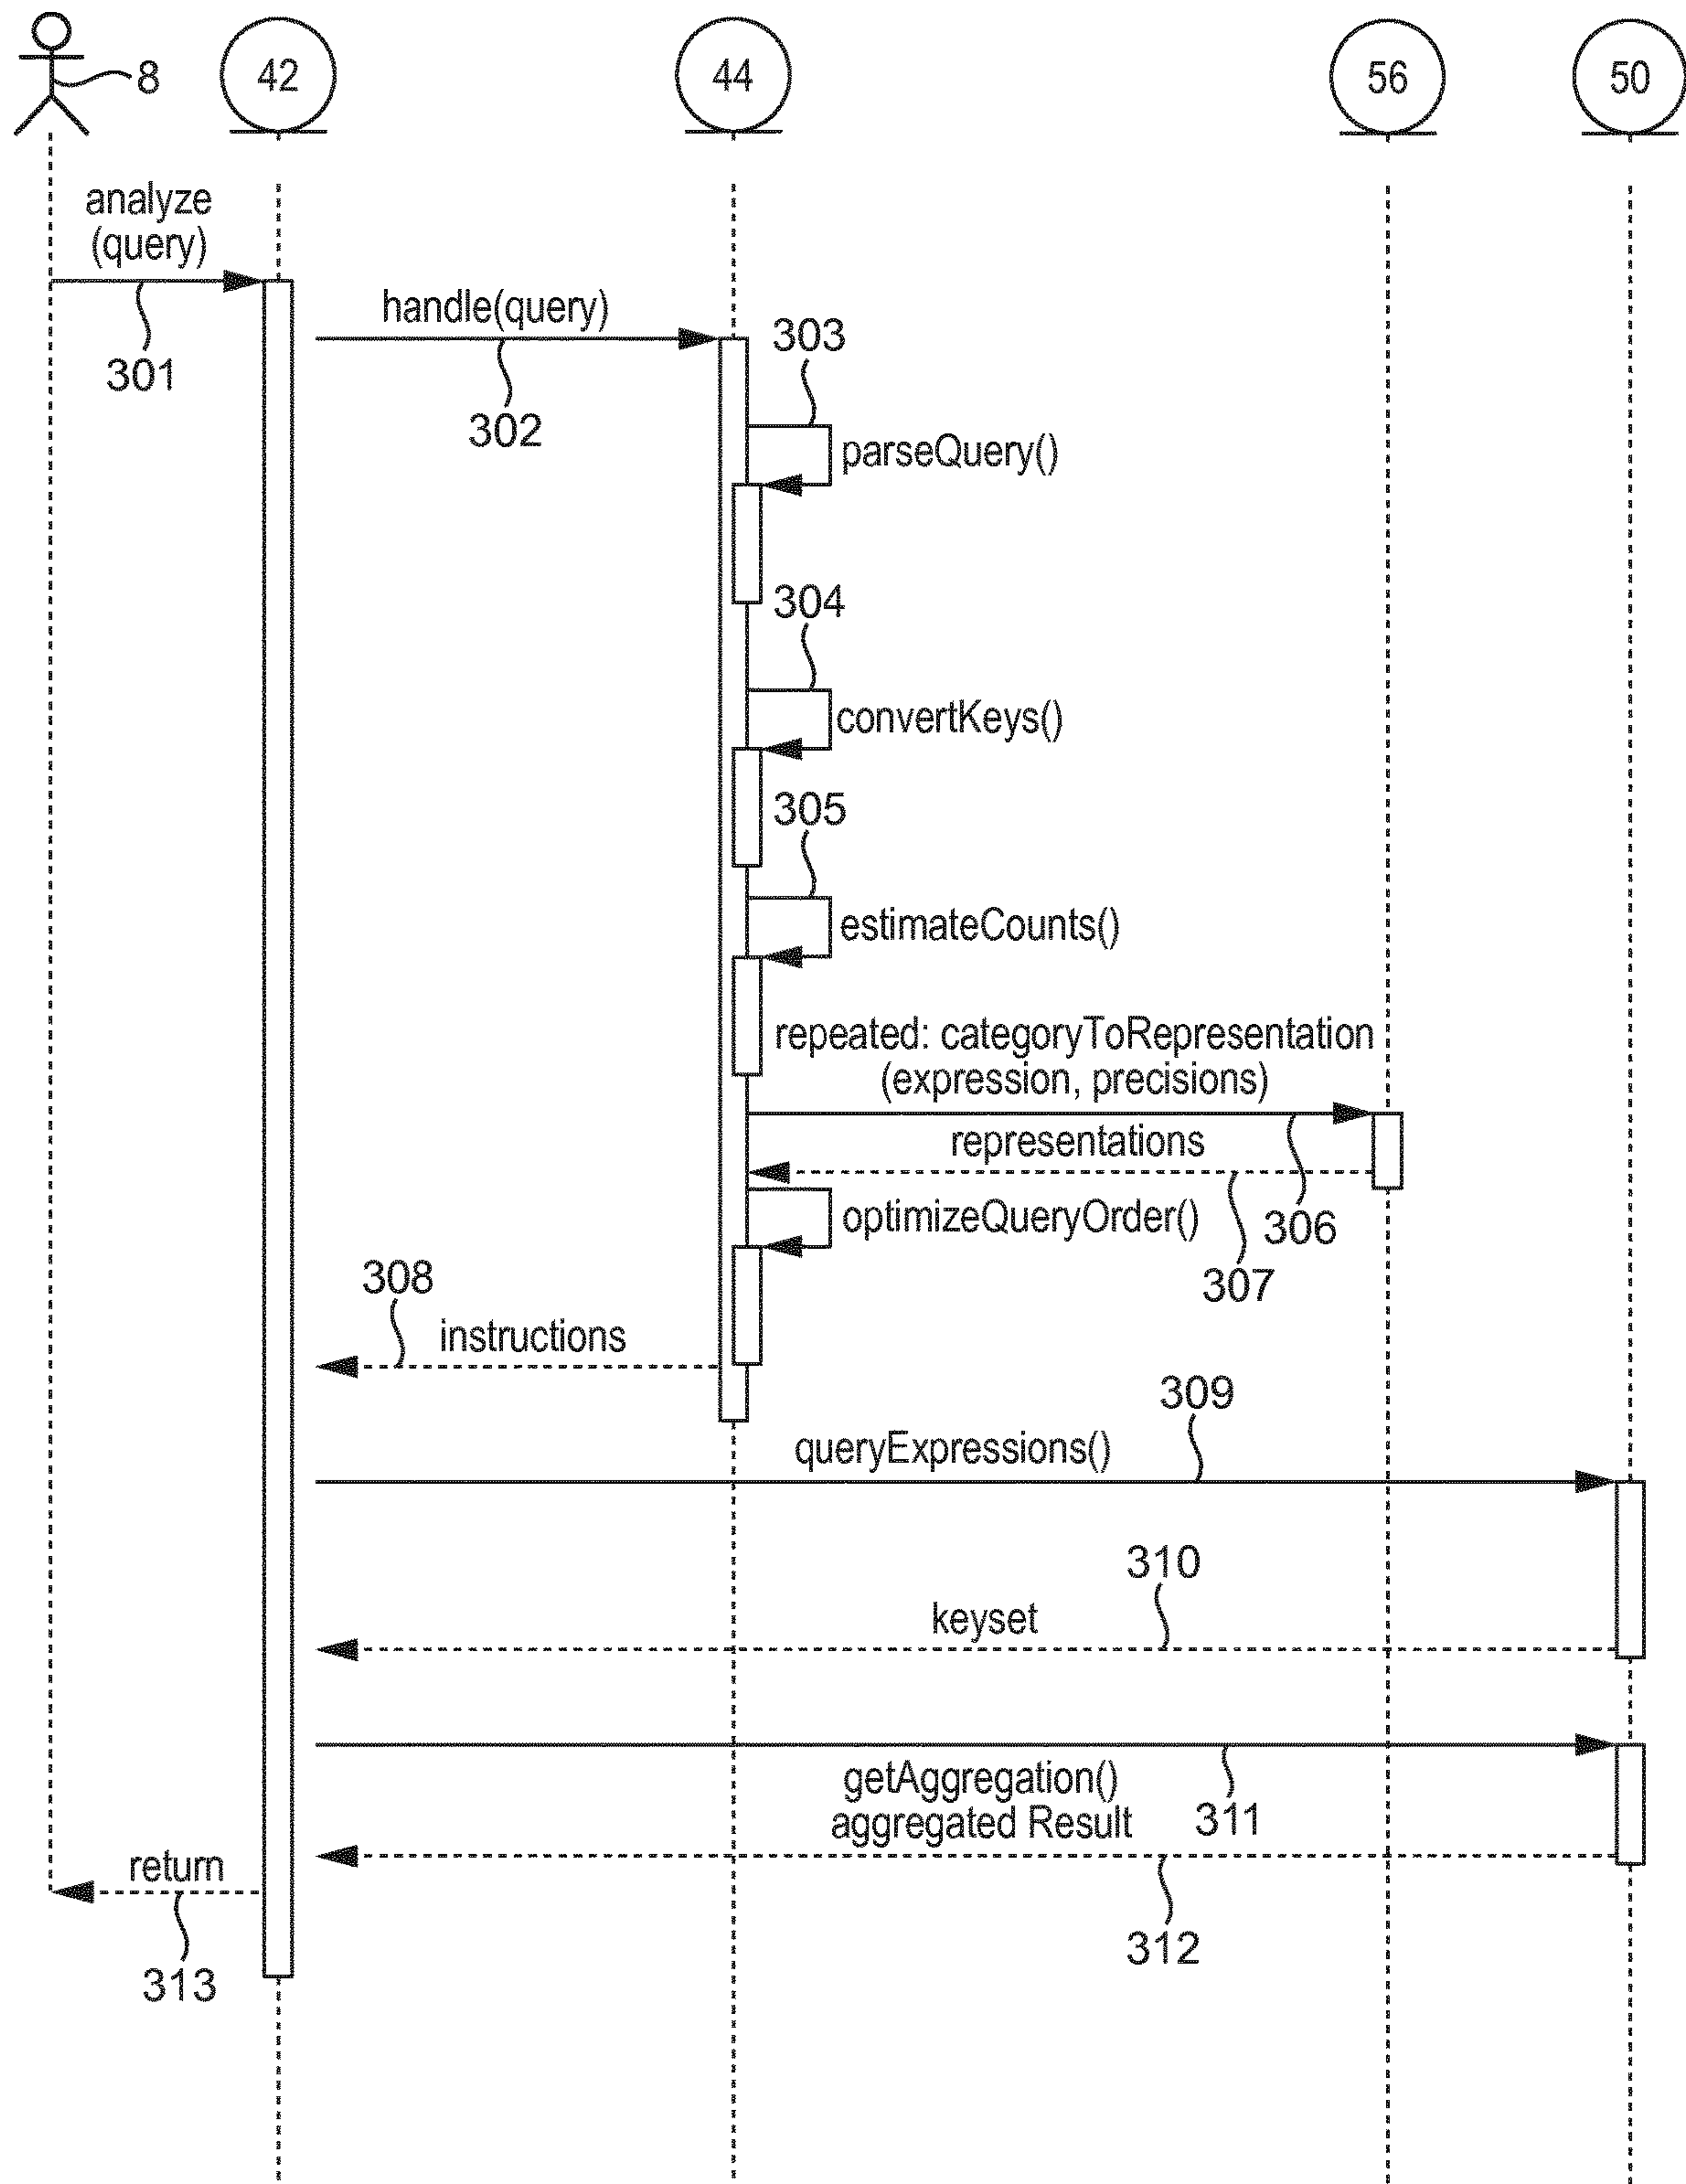 8
42
44
56
50
analyze
(query)
301
handle(query)
302
303
parseQuery()
304
convertKeys()
305
estimateCounts()
repeated: categoryToRepresentation
(expression, precisions)
representations
306
optimizeQueryOrder()
307
308
instructions
309
queryExpressions()
310
keyset
getAggregation()
311
aggregated Result
return
312
313